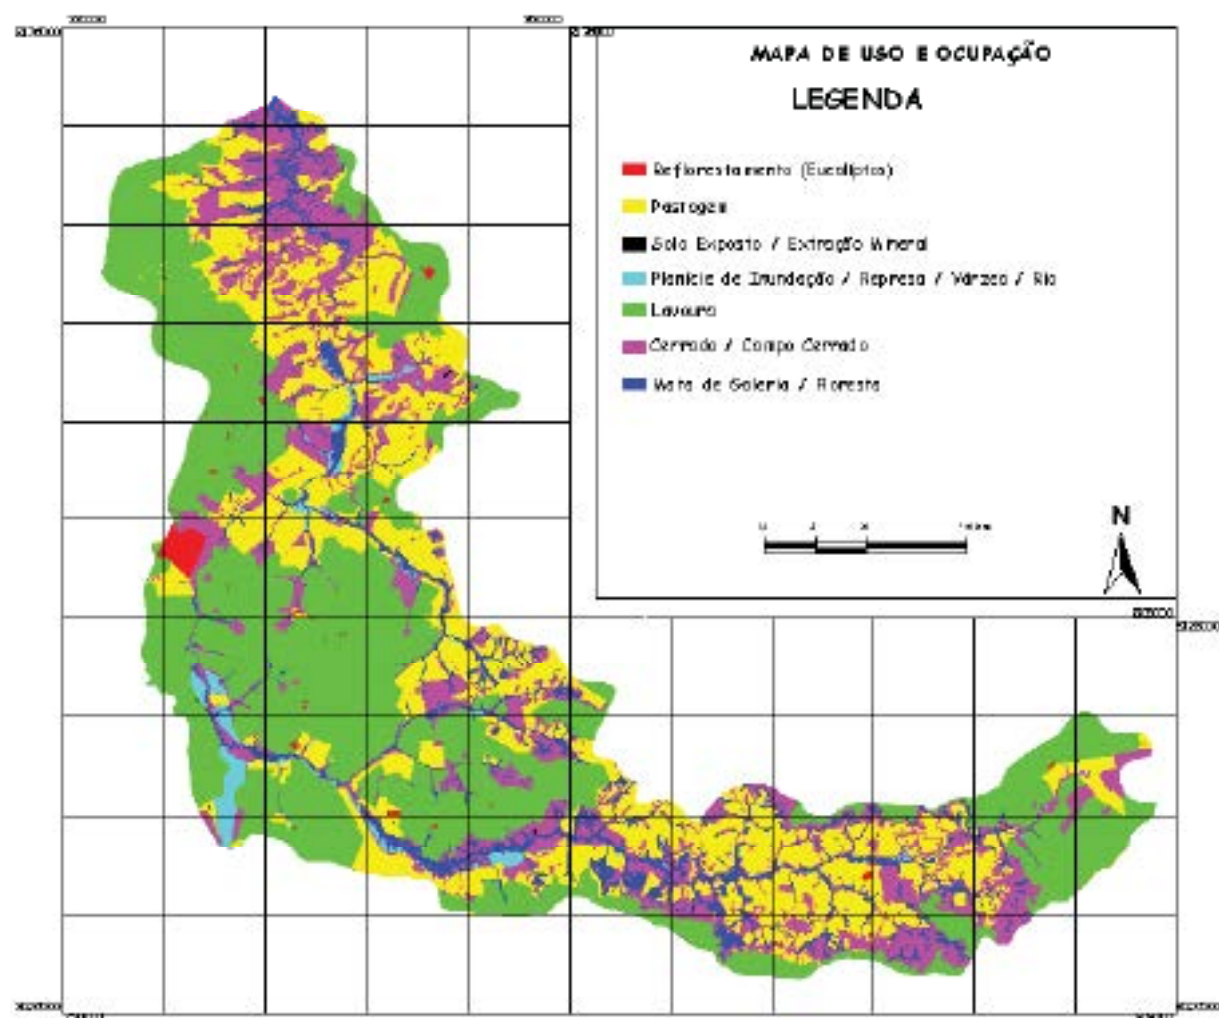 MAPA DE USO E OCUPAÇÃO
LEGENDA
Reflorestamento (Eucalíptos)
Pastagem
Solo Exposto / Extração Mineral
Planície de Inundação / Represa / Várzea / Rio
Lavoura
Cerrado / Campo Cerrado
Mata de Galeria / Floresta
N